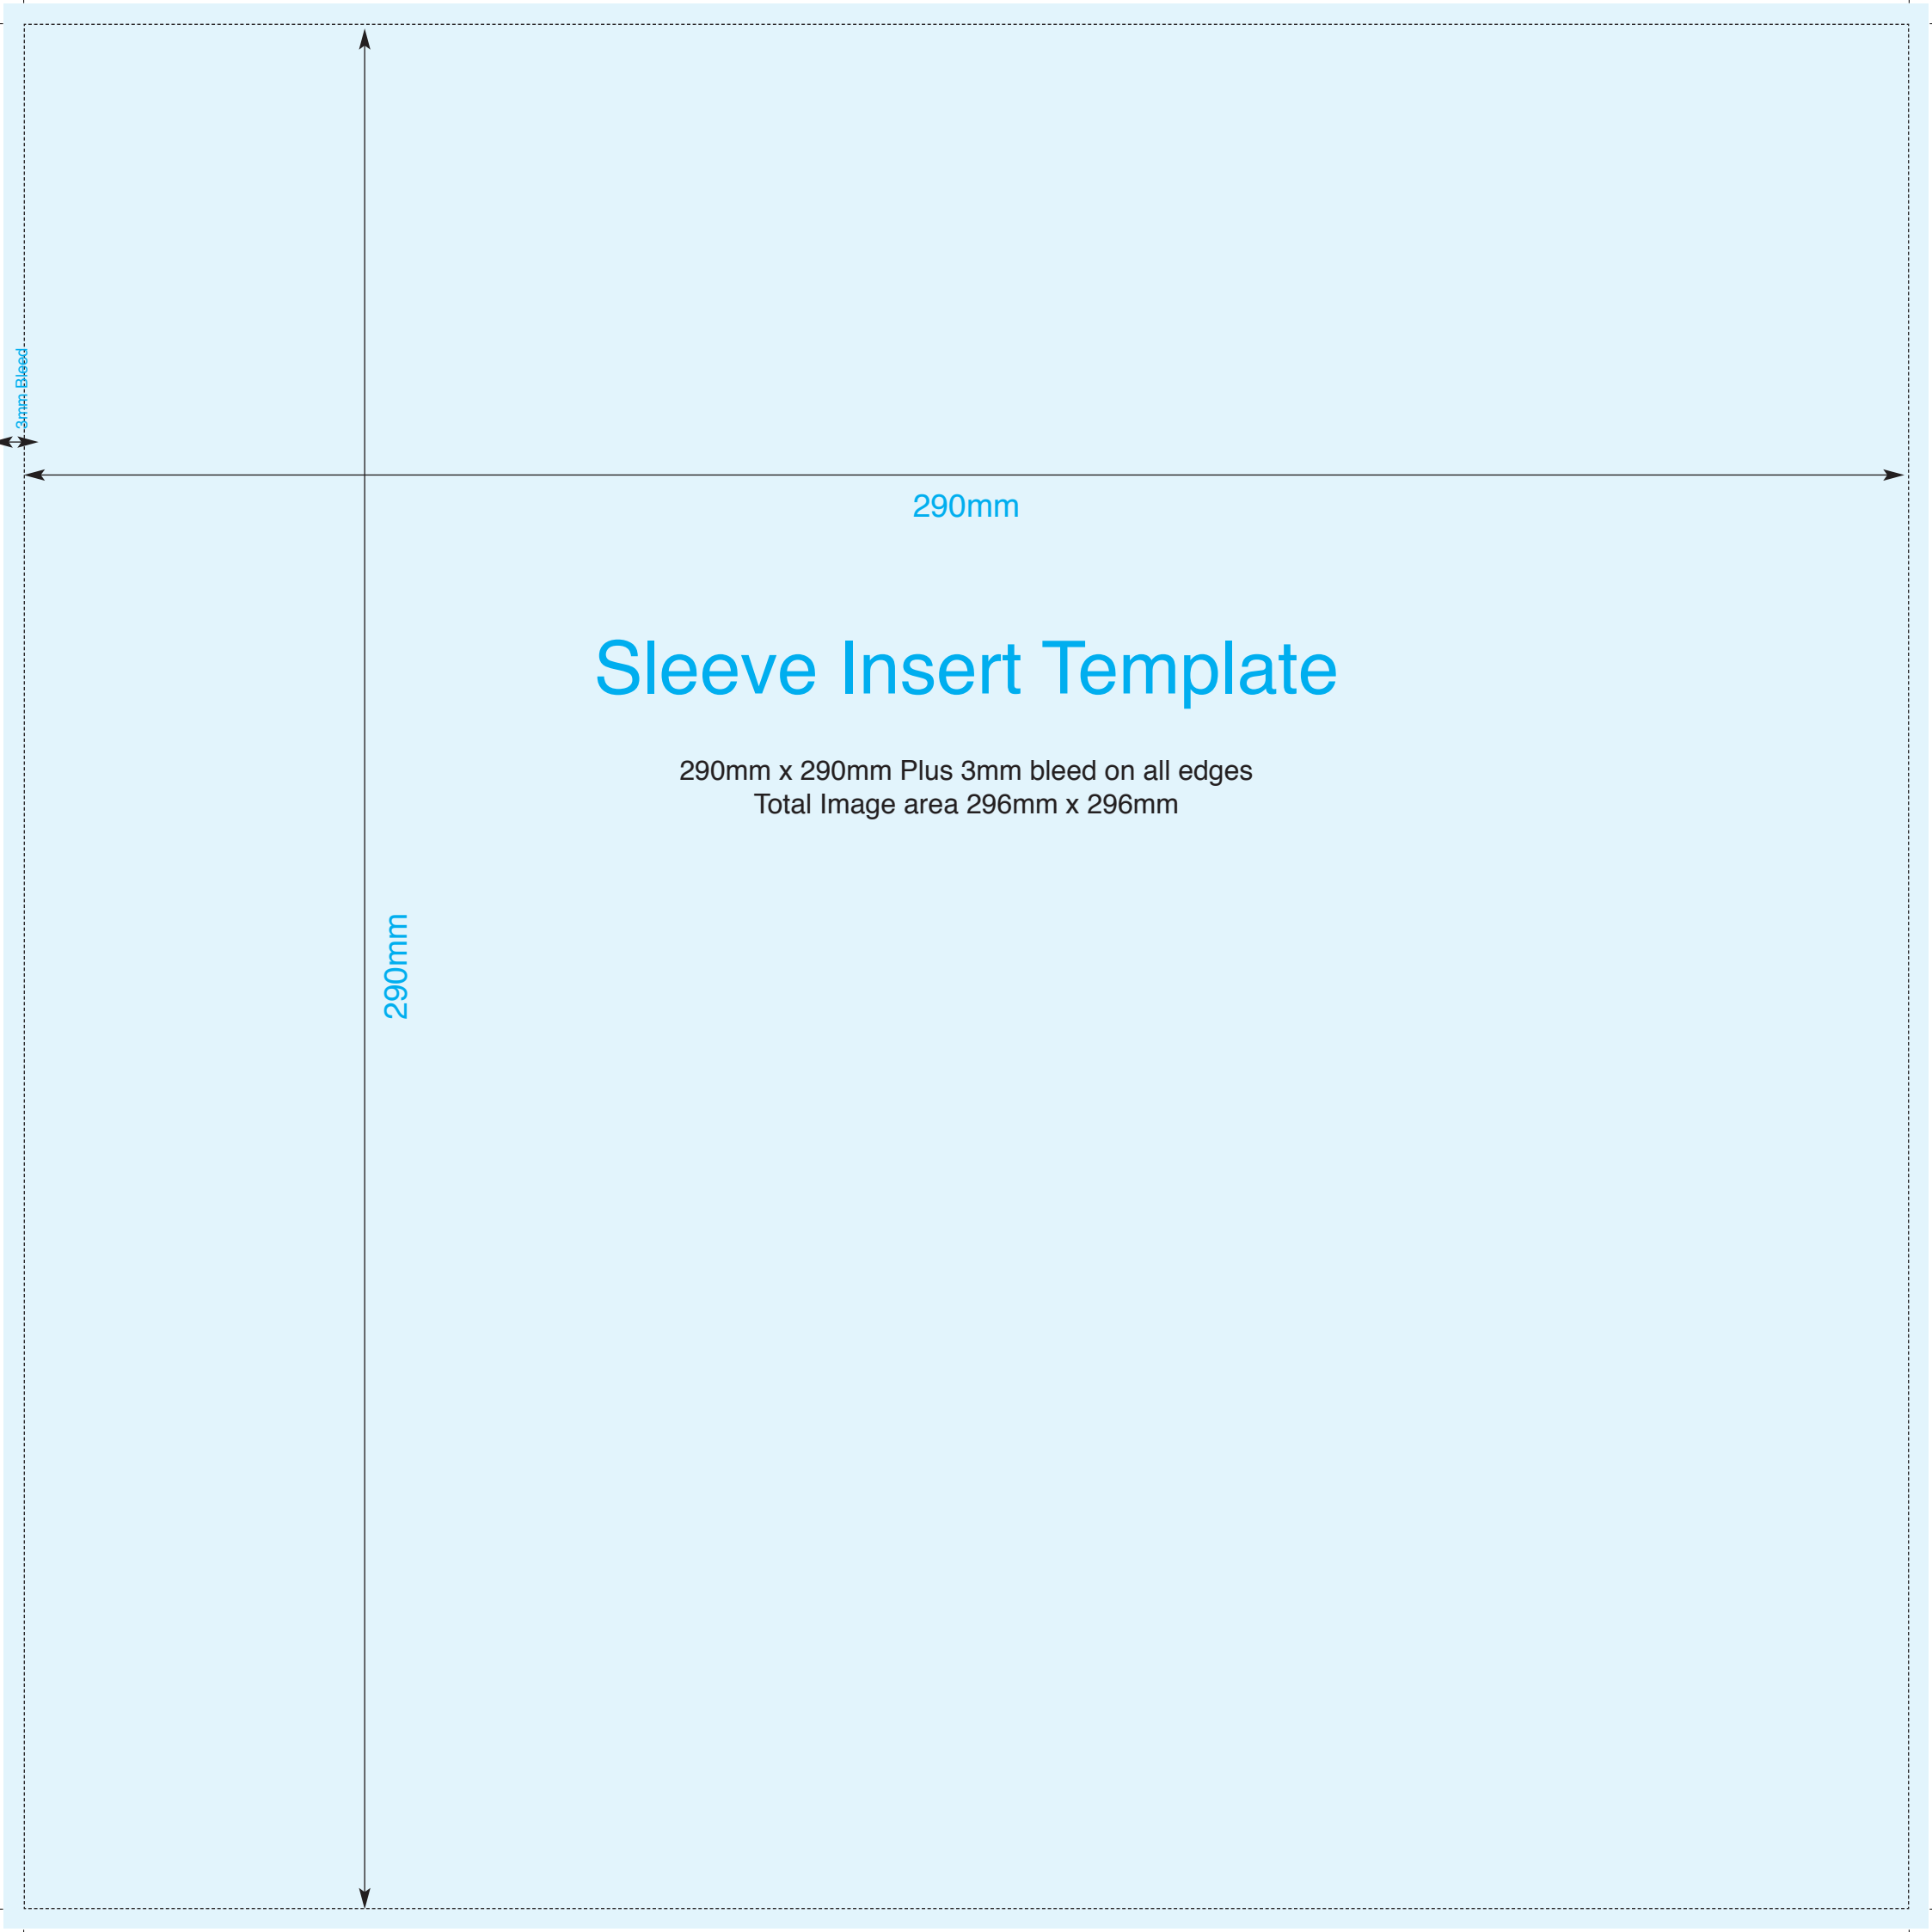 3mm Bleed
290mm
Sleeve Insert Template
290mm x 290mm Plus 3mm bleed on all edges
Total Image area 296mm x 296mm
290mm